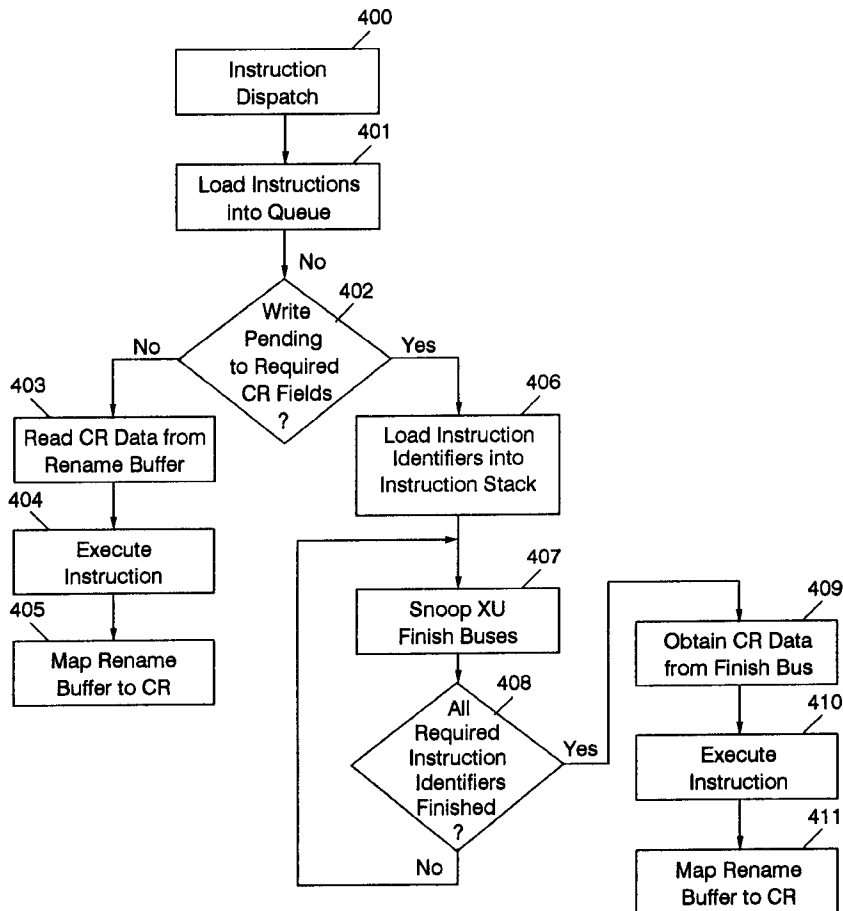 400
Instruction
Dispatch
401
Load Instructions
into Queue
No
402
Write
Pending
to Required
CR Fields
?
No
Yes
403
Read CR Data from
Rename Buffer
404
Execute
Instruction
405
Map Rename
Buffer to CR
406
Load Instruction
Identifiers into
Instruction Stack
407
Snoop XU
Finish Buses
408
All
Required
Instruction
Identifiers
Finished
?
Yes
No
409
Obtain CR Data
from Finish Bus
410
Execute
Instruction
411
Map Rename
Buffer to CR